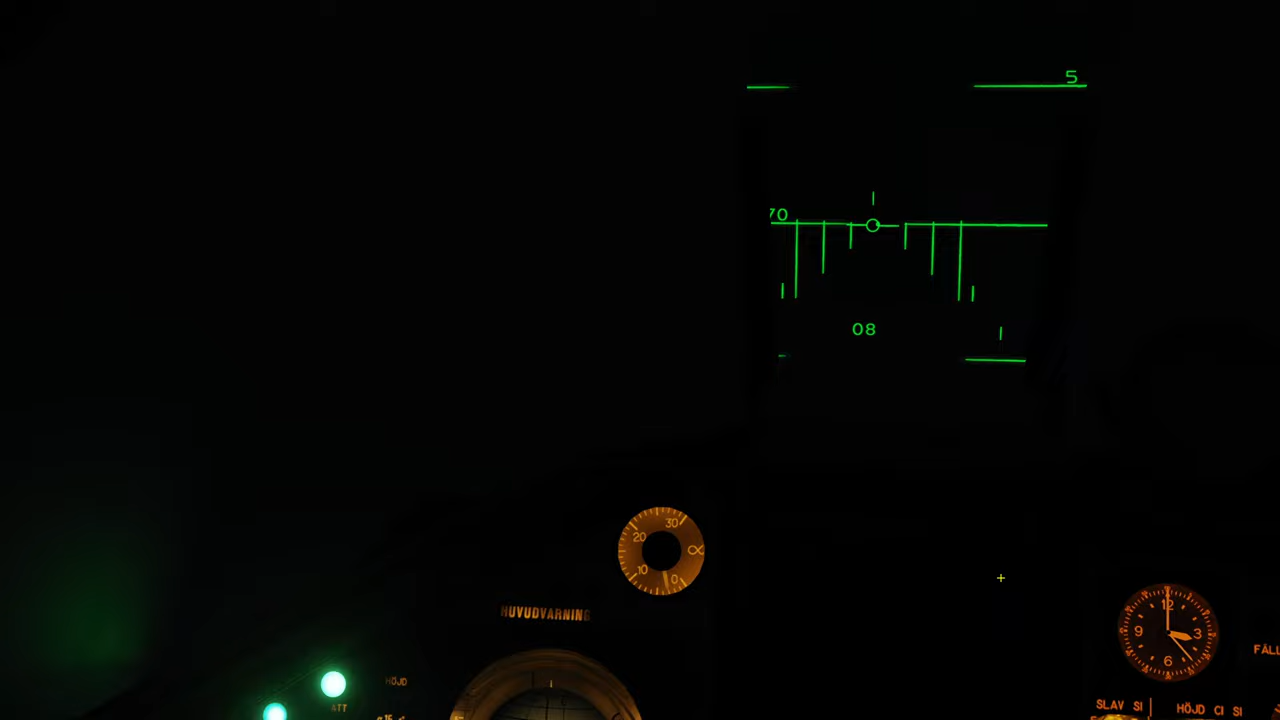 5
70
08
30
20
α
10
0
HUVUDVARNING
12
9
3
6
FÄLL
HÖJD
ATT
α 15
SLAV SI
HÖJD CI SI